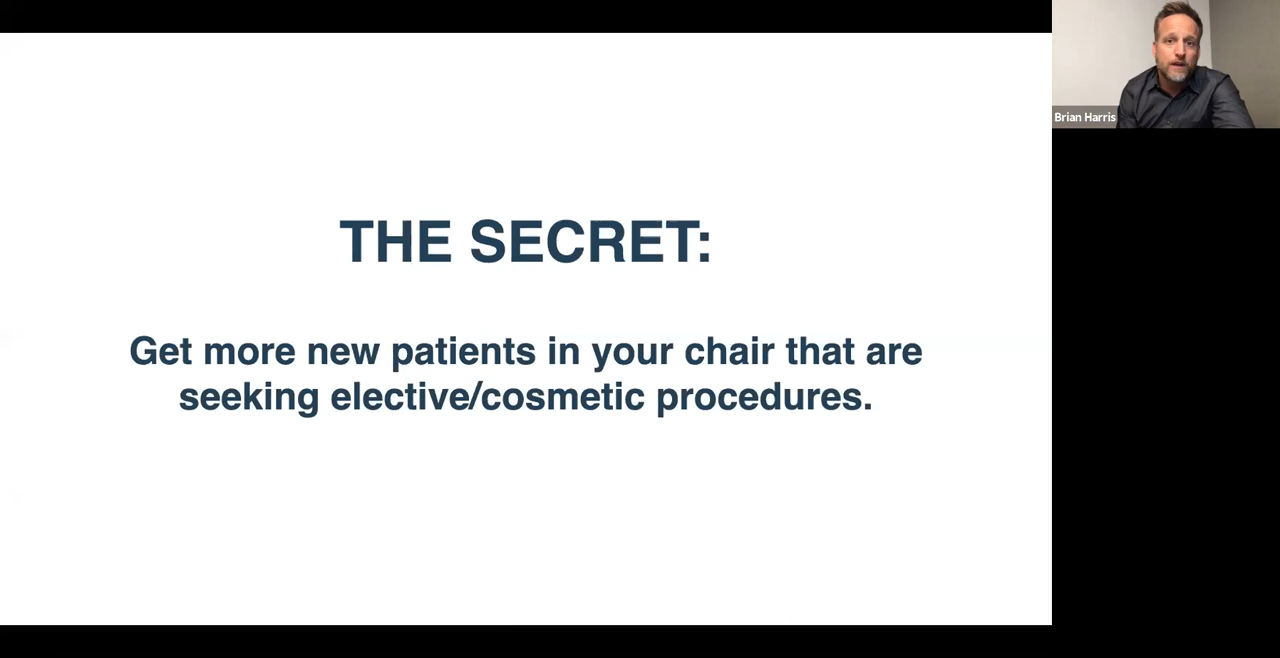 THE SECRET:
Get more new patients in your chair that are
seeking elective/cosmetic procedures.
Brian Harris